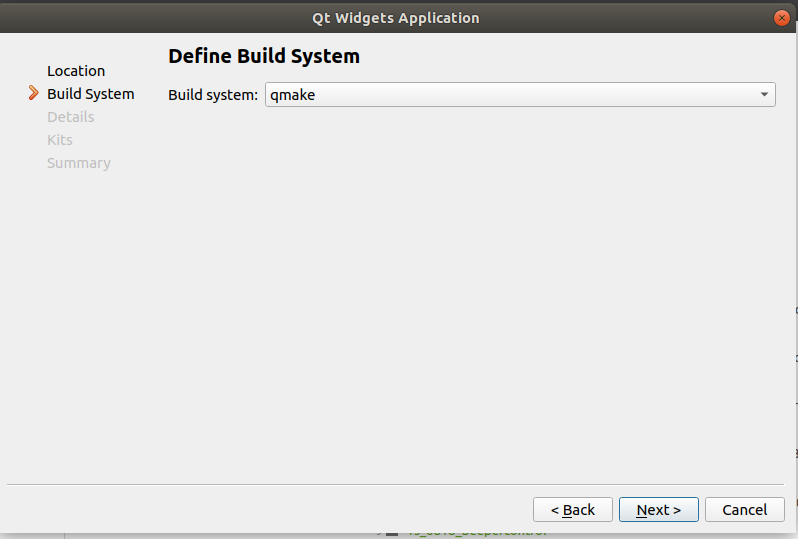 Qt Widgets Application
Location
Build System
Details
Kits
Summary
Define Build System
Build system: qmake
< Back Next > Cancel